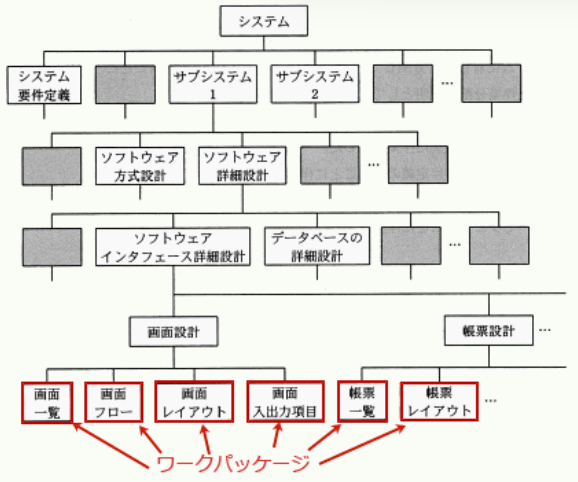 システム
システム
要件定義
サブシステム
1
サブシステム
2
…
ソフトウェア
方式設計
ソフトウェア
詳細設計
…
ソフトウェア
インタフェース詳細設計
データベースの
詳細設計
…
画面設計
帳票設計
…
画面
一覧
画面
フロー
画面
レイアウト
画面
入出力項目
帳票
一覧
帳票
レイアウト
…
ワークパッケージ